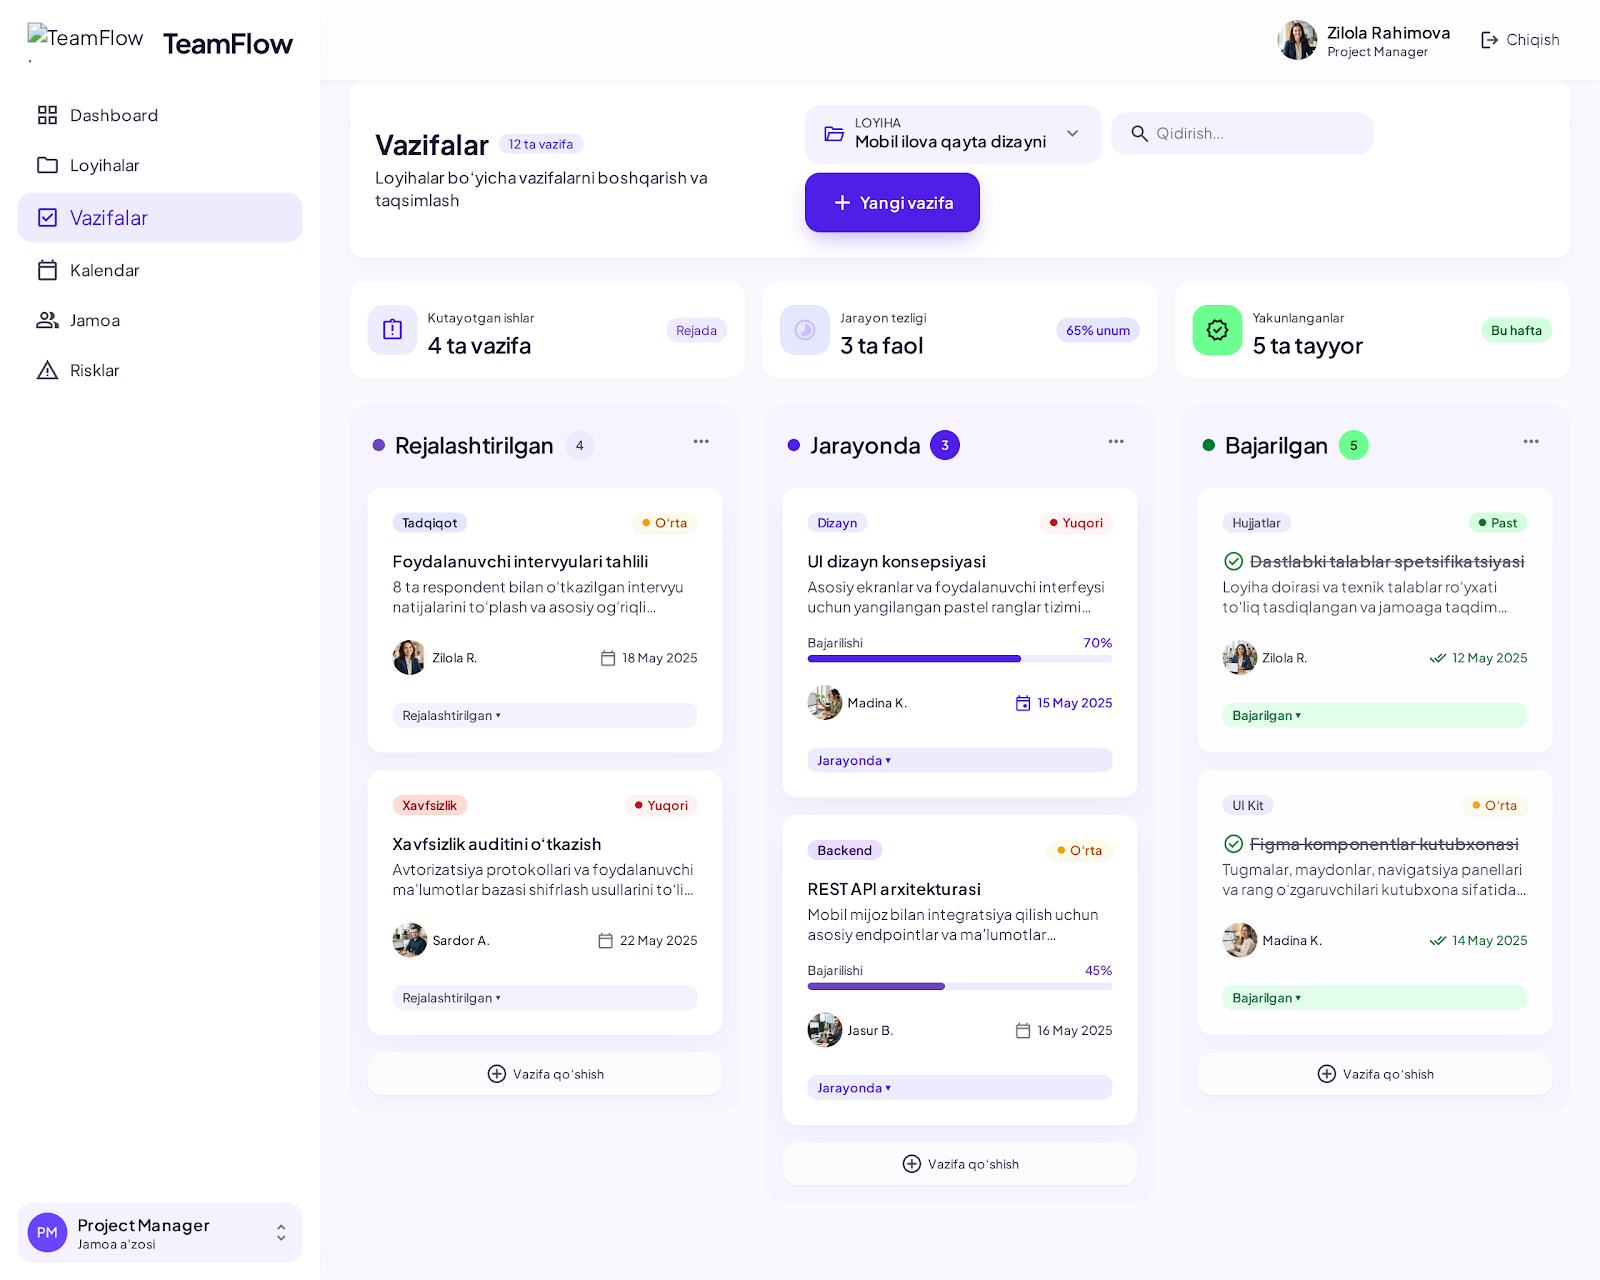 TeamFlow
TeamFlow
Dashboard
Loyihalar
Vazifalar
Kalendar
Jamoa
Risklar
PM
Project Manager
Jamoa a'zosi
Zilola Rahimova
Project Manager
Chiqish
Vazifalar
12 ta vazifa
Loyihalar bo‘yicha vazifalarni boshqarish va
taqsimlash
LOYIHA
Mobil ilova qayta dizayni
Qidirish...
Yangi vazifa
Kutayotgan ishlar
4 ta vazifa
Rejada
Jarayon tezligi
3 ta faol
65% unum
Yakunlanganlar
5 ta tayyor
Bu hafta
Rejalashtirilgan
4
Tadqiqot
O‘rta
Foydalanuvchi intervyulari tahlili
8 ta respondent bilan o‘tkazilgan intervyu
natijalarini to‘plash va asosiy og‘riqli...
Zilola R.
18 May 2025
Rejalashtirilgan ▾
Xavfsizlik
Yuqori
Xavfsizlik auditini o‘tkazish
Avtorizatsiya protokollari va foydalanuvchi
ma'lumotlar bazasi shifrlash usullarini to‘li...
Sardor A.
22 May 2025
Rejalashtirilgan ▾
Vazifa qo‘shish
Jarayonda
3
Dizayn
Yuqori
UI dizayn konsepsiyasi
Asosiy ekranlar va foydalanuvchi interfeysi
uchun yangilangan pastel ranglar tizimi...
Bajarilishi
70%
Madina K.
15 May 2025
Jarayonda ▾
Backend
O‘rta
REST API arxitekturasi
Mobil mijoz bilan integratsiya qilish uchun
asosiy endpointlar va ma'lumotlar...
Bajarilishi
45%
Jasur B.
16 May 2025
Jarayonda ▾
Vazifa qo‘shish
Bajarilgan
5
Hujjatlar
Past
Dastlabki talablar spetsifikatsiyasi
Loyiha doirasi va texnik talablar ro‘yxati
to‘liq tasdiqlangan va jamoaga taqdim...
Zilola R.
12 May 2025
Bajarilgan ▾
UI Kit
O‘rta
Figma komponentlar kutubxonasi
Tugmalar, maydonlar, navigatsiya panellari
va rang o‘zgaruvchilari kutubxona sifatida...
Madina K.
14 May 2025
Bajarilgan ▾
Vazifa qo‘shish